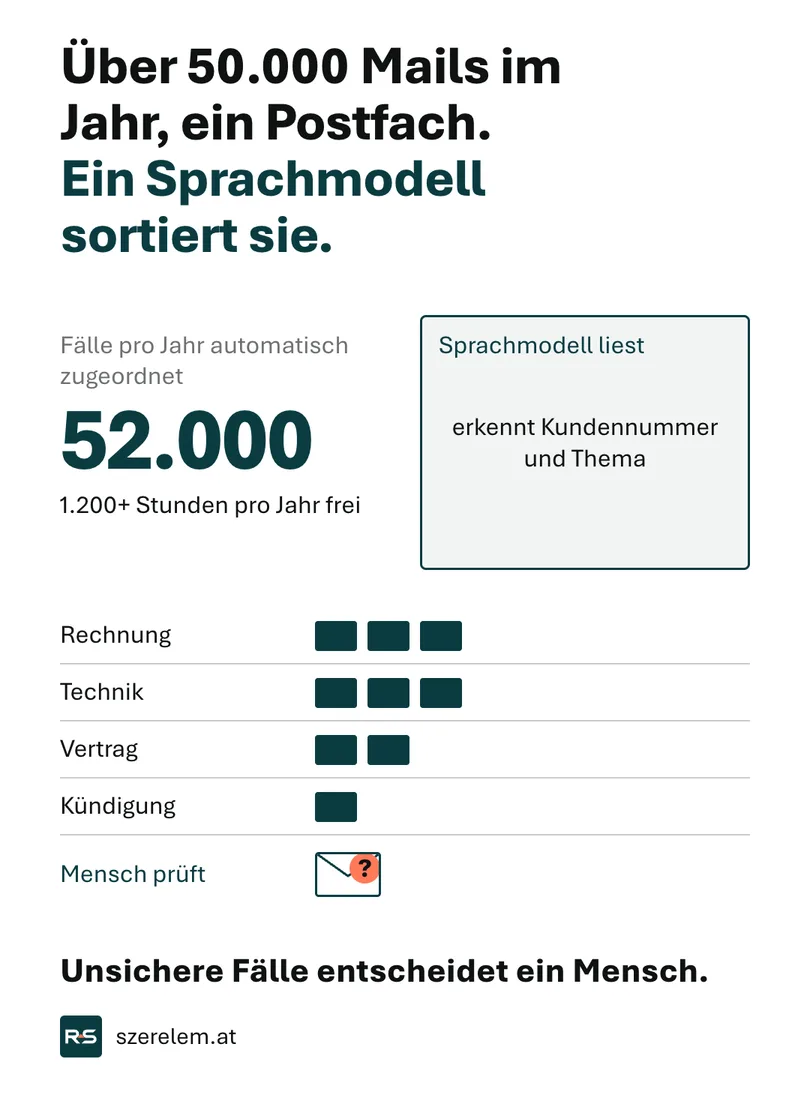 Über 50.000 Mails im
Jahr, ein Postfach.
Ein Sprachmodell
sortiert sie.
Fälle pro Jahr automatisch
zugeordnet
52.000
1.200+ Stunden pro Jahr frei
Sprachmodell liest
erkennt Kundennummer
und Thema
Rechnung
Technik
Vertrag
Kündigung
Mensch prüft
?
Unsichere Fälle entscheidet ein Mensch.
R+S szerelem.at